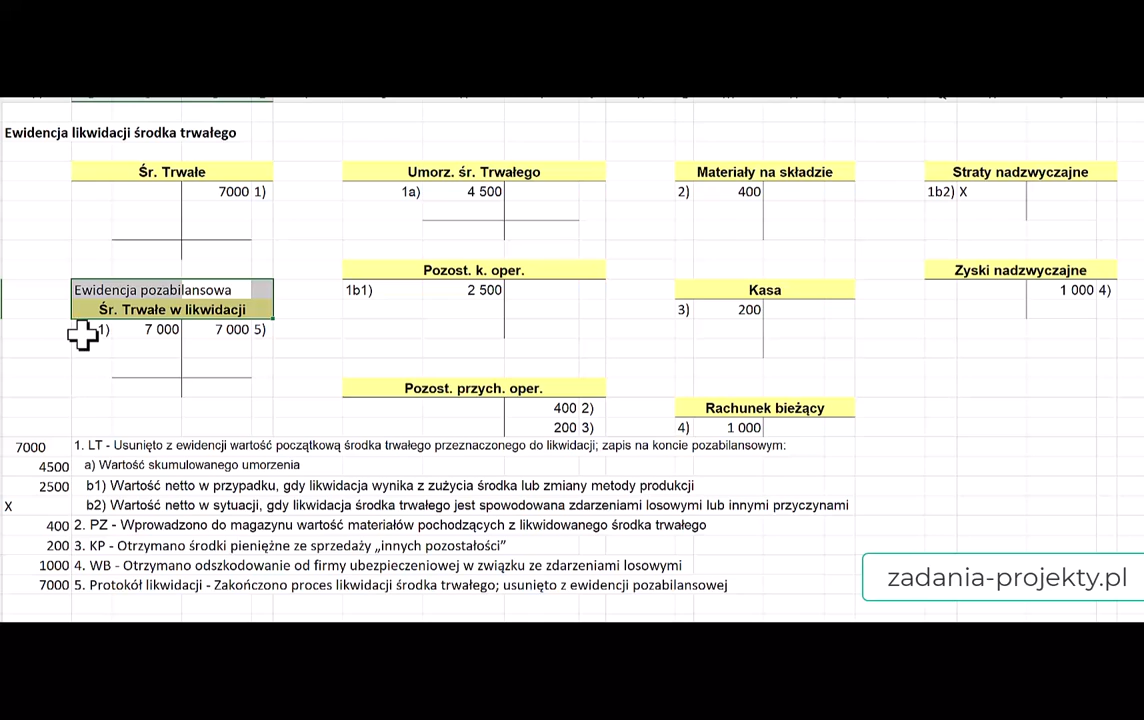 Ewidencja likwidacji środka trwałego
Śr. Trwałe
7000 1)
Umorz. śr. Trwałego
1a) 4 500
Materiały na składzie
2) 400
Straty nadzwyczajne
1b2) X
Ewidencja pozabilansowa
Śr. Trwałe w likwidacji
1) 7 000 7 000 5)
Pozost. k. oper.
1b1) 2 500
Kasa
3) 200
Zyski nadzwyczajne
1 000 4)
Pozost. przych. oper.
400 2)
200 3)
Rachunek bieżący
4) 1 000
7000 1. LT - Usunięto z ewidencji wartość początkową środka trwałego przeznaczonego do likwidacji; zapis na koncie pozabilansowym:
4500 a) Wartość skumulowanego umorzenia
2500 b1) Wartość netto w przypadku, gdy likwidacja wynika z zużycia środka lub zmiany metody produkcji
X b2) Wartość netto w sytuacji, gdy likwidacja środka trwałego jest spowodowana zdarzeniami losowymi lub innymi przyczynami
400 2. PZ - Wprowadzono do magazynu wartość materiałów pochodzących z likwidowanego środka trwałego
200 3. KP - Otrzymano środki pieniężne ze sprzedaży „innych pozostałości”
1000 4. WB - Otrzymano odszkodowanie od firmy ubezpieczeniowej w związku ze zdarzeniami losowymi
7000 5. Protokół likwidacji - Zakończono proces likwidacji środka trwałego; usunięto z ewidencji pozabilansowej
zadania-projekty.pl